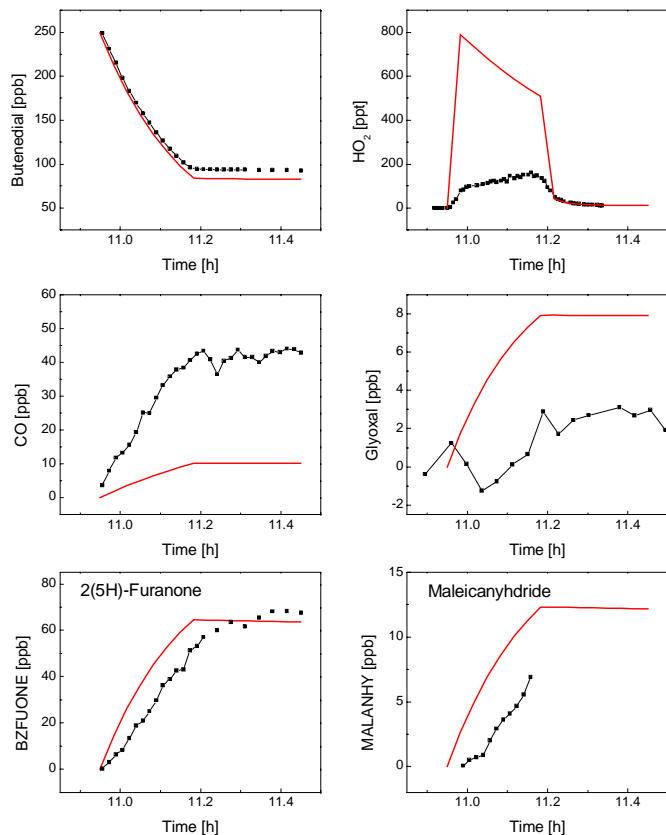 250
200
150
100
50
Butenedial [ppb]
11.0 11.2 11.4
Time [h]
800
600
400
200
0
HO2 [ppt]
11.0 11.2 11.4
Time [h]
60
50
40
30
20
10
0
CO [ppb]
11.0 11.2 11.4
Time [h]
8
6
4
2
0
-2
Glyoxal [ppb]
11.0 11.2 11.4
Time [h]
80
60
40
20
0
BZFUONE [ppb]
2(5H)-Furanone
11.0 11.2 11.4
Time [h]
15
10
5
0
MALANHY [ppb]
Maleicanyhdride
11.0 11.2 11.4
Time [h]